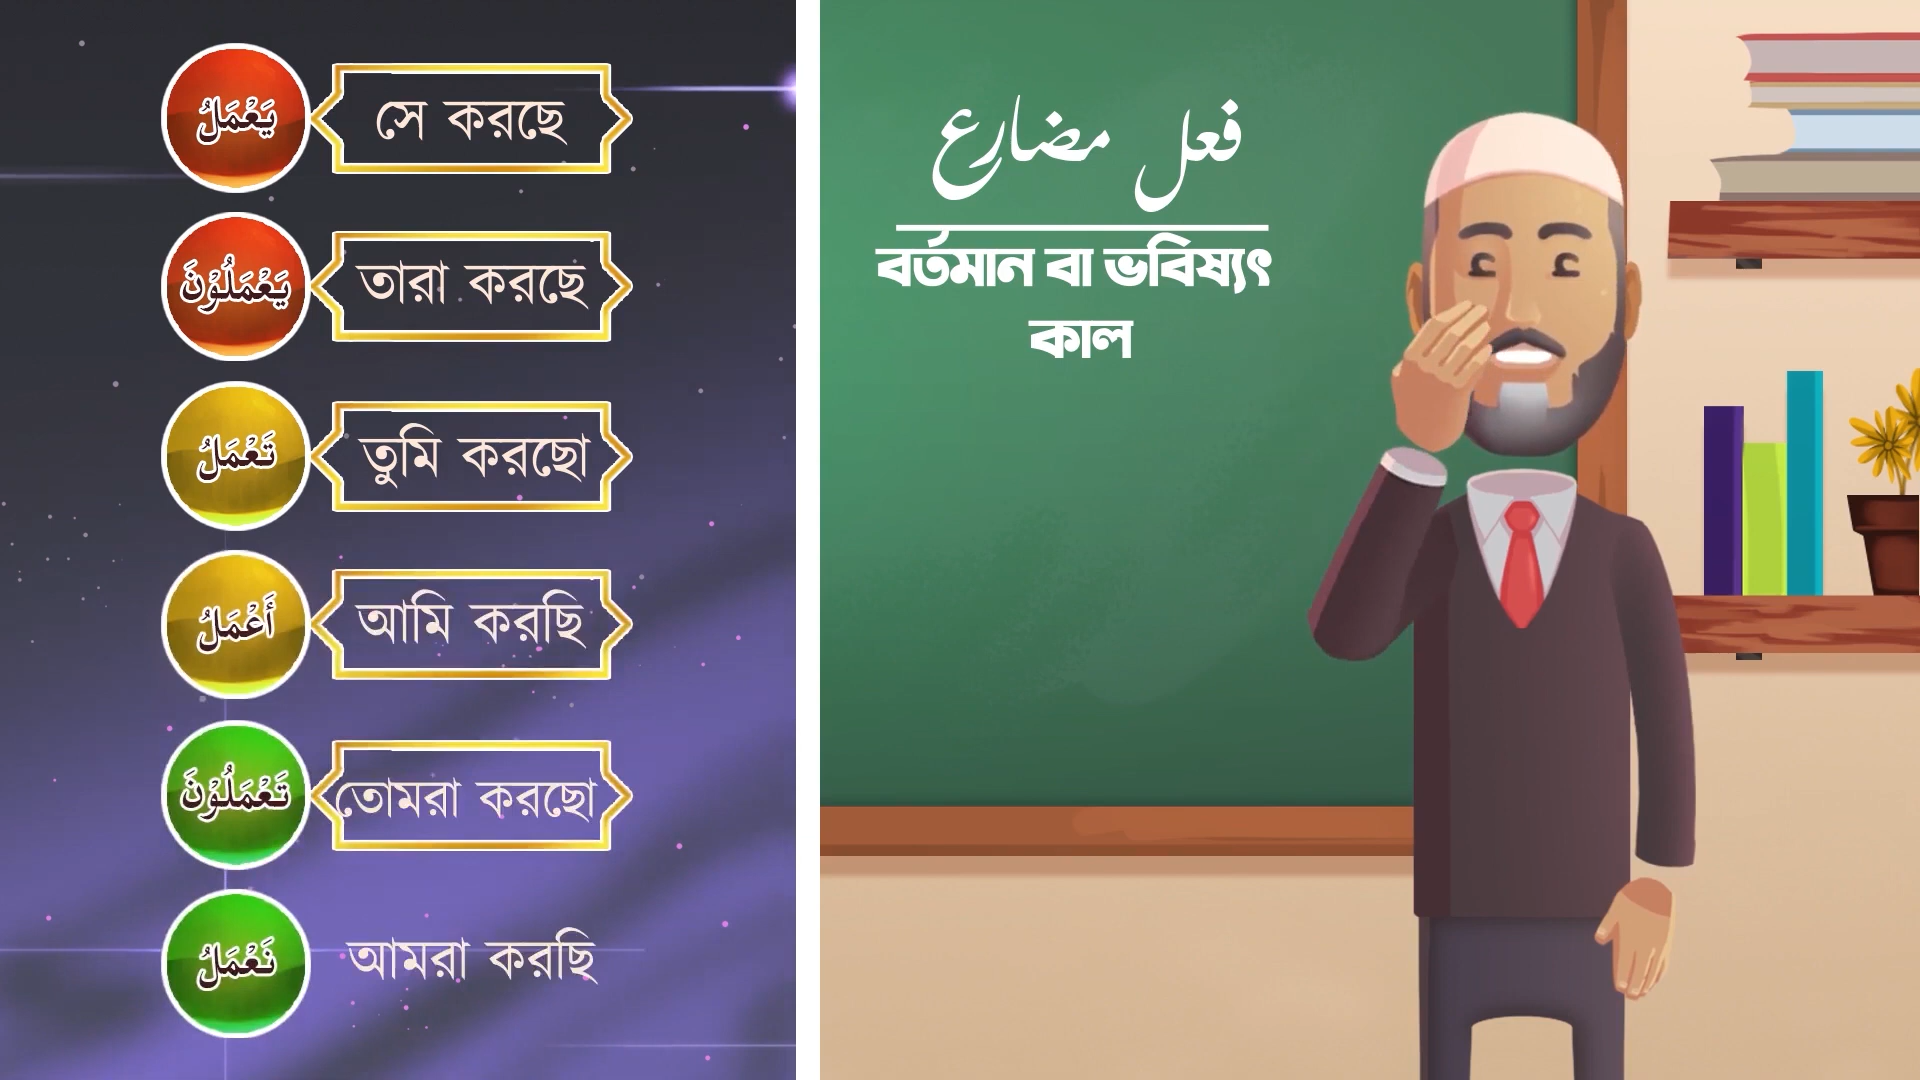 يَعْمَلُ সে করছে
يَعْمَلُوْنَ তারা করছে
تَعْمَلُ তুমি করছো
أَعْمَلُ আমি করছি
تَعْمَلُوْنَ তোমরা করছো
نَعْمَلُ আমরা করছি
فعل مضارع
বর্তমান বা ভবিষ্যৎ
কাল